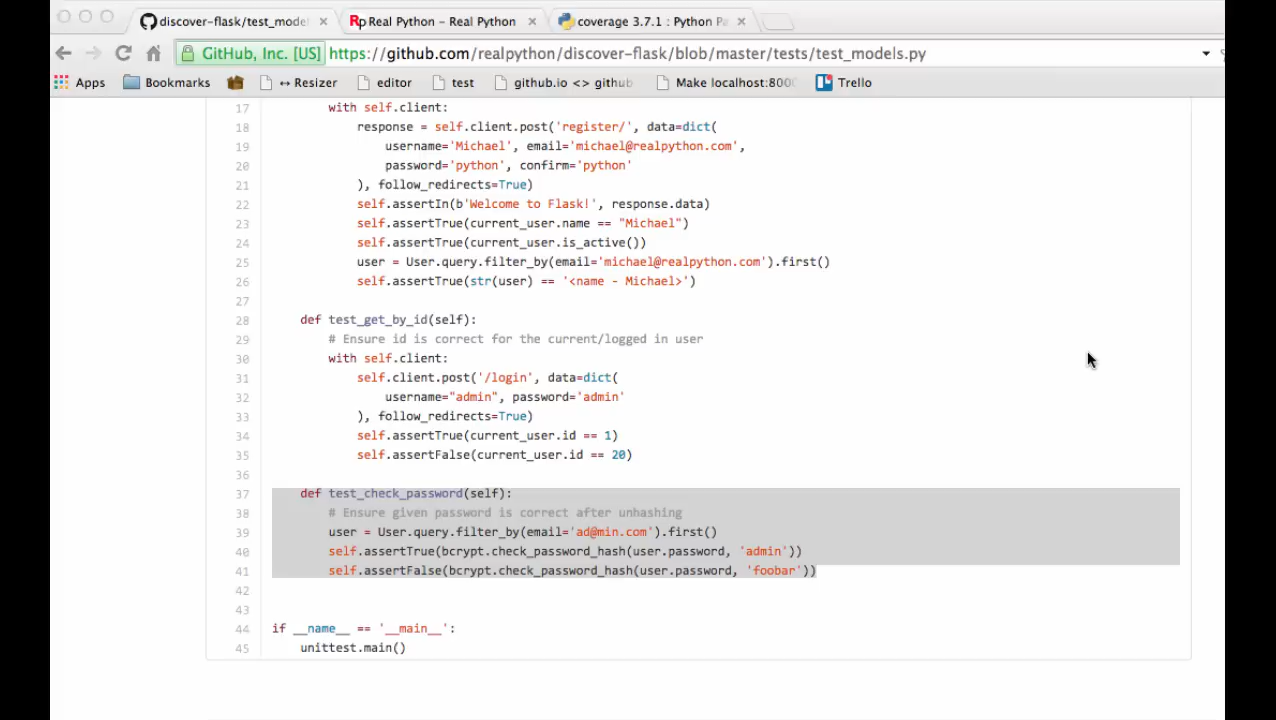 discover-flask/test_mode
Real Python - Real Python
coverage 3.7.1 : Python Pa
GitHub, Inc. [US]
https://github.com/realpython/discover-flask/blob/master/tests/test_models.py
Apps
Bookmarks
↔ Resizer
editor
test
github.io <> github
Make localhost:8000
Trello
17 with self.client:
18 response = self.client.post('register/', data=dict(
19 username='Michael', email='michael@realpython.com',
20 password='python', confirm='python'
21 ), follow_redirects=True)
22 self.assertIn(b'Welcome to Flask!', response.data)
23 self.assertTrue(current_user.name == "Michael")
24 self.assertTrue(current_user.is_active())
25 user = User.query.filter_by(email='michael@realpython.com').first()
26 self.assertTrue(str(user) == '<name - Michael>')
27
28 def test_get_by_id(self):
29 # Ensure id is correct for the current/logged in user
30 with self.client:
31 self.client.post('/login', data=dict(
32 username="admin", password='admin'
33 ), follow_redirects=True)
34 self.assertTrue(current_user.id == 1)
35 self.assertFalse(current_user.id == 20)
36
37 def test_check_password(self):
38 # Ensure given password is correct after unhashing
39 user = User.query.filter_by(email='ad@min.com').first()
40 self.assertTrue(bcrypt.check_password_hash(user.password, 'admin'))
41 self.assertFalse(bcrypt.check_password_hash(user.password, 'foobar'))
42
43
44 if __name__ == '__main__':
45 unittest.main()